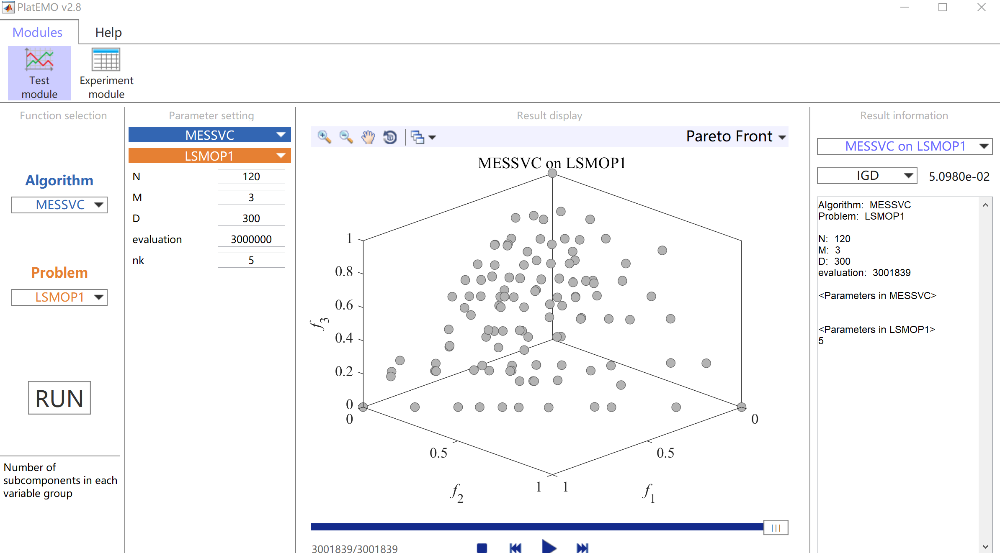 PlatEMO v2.8
Modules
Help
Test
module
Experiment
module
Function selection
Algorithm
MESSVC
Problem
LSMOP1
RUN
Number of
subcomponents in each
variable group
Parameter setting
MESSVC
LSMOP1
N 120
M 3
D 300
evaluation 3000000
nk 5
Result display
Pareto Front
MESSVC on LSMOP1
1
0.8
0.6
0.4
0.2
0
f3
0
0.5
1
f2
1
0.5
0
f1
3001839/3001839
Result information
MESSVC on LSMOP1
IGD 5.0980e-02
Algorithm: MESSVC
Problem: LSMOP1
N: 120
M: 3
D: 300
evaluation: 3001839
<Parameters in MESSVC>
<Parameters in LSMOP1>
5